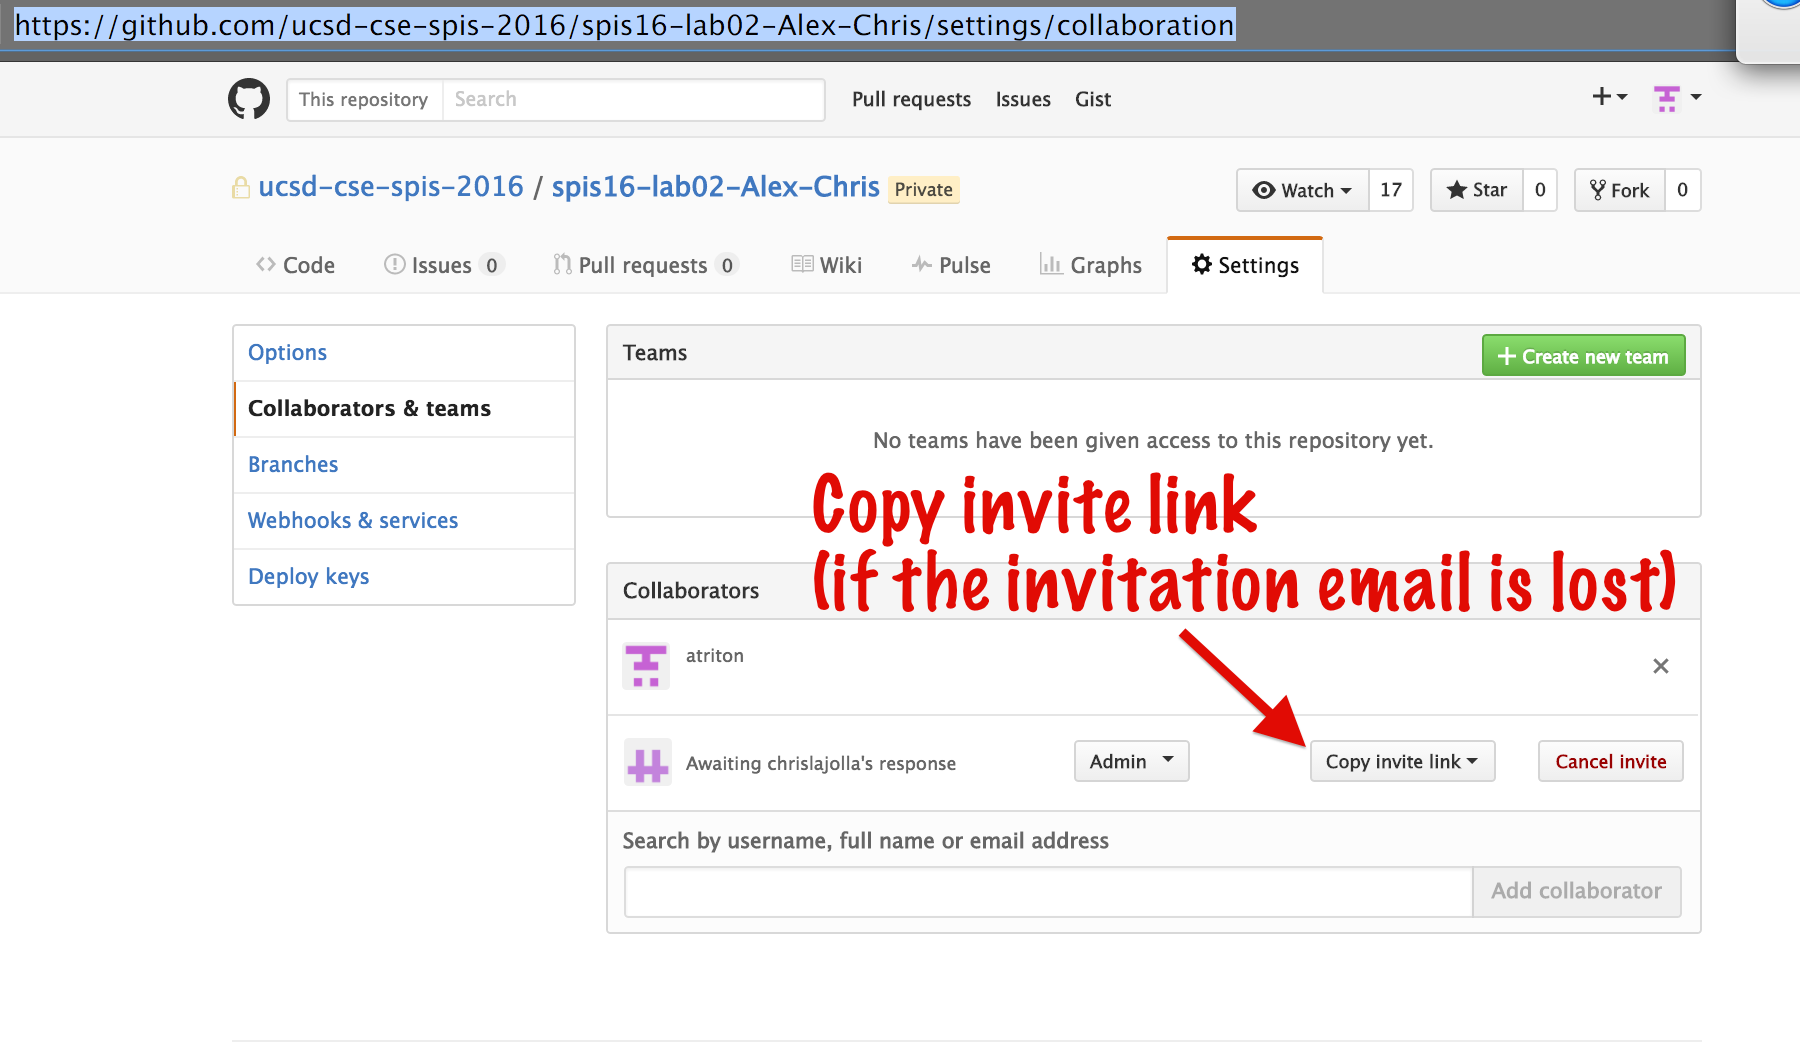 https://github.com/ucsd-cse-spis-2016/spis16-lab02-Alex-Chris/settings/collaboration
This repository Search Pull requests Issues Gist
ucsd-cse-spis-2016 / spis16-lab02-Alex-Chris Private Watch 17 Star 0 Fork 0
Code Issues 0 Pull requests 0 Wiki Pulse Graphs Settings
Options
Collaborators & teams
Branches
Webhooks & services
Deploy keys
Teams + Create new team
No teams have been given access to this repository yet.
Copy invite link
(if the invitation email is lost)
Collaborators
atriton
Awaiting chrislajolla's response Admin Copy invite link Cancel invite
Search by username, full name or email address
Add collaborator